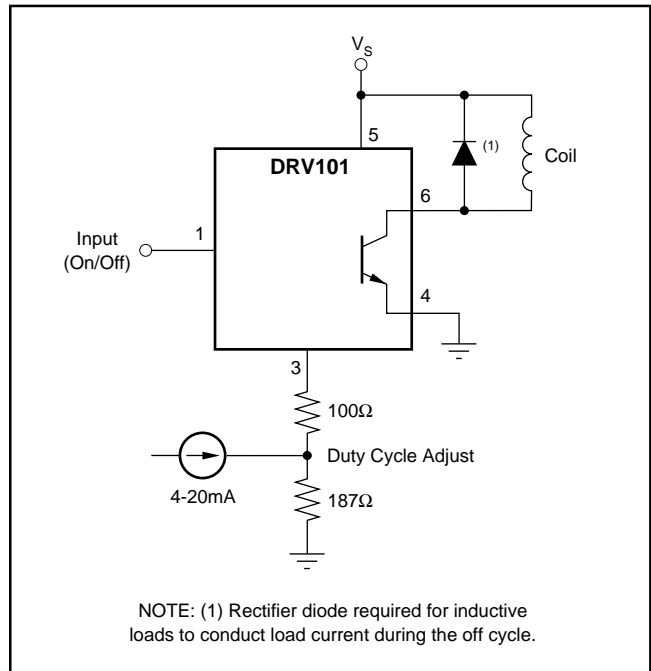 V_S
5
DRV101
(1)
Coil
6
1
Input
(On/Off)
4
3
100Ω
Duty Cycle Adjust
4-20mA
187Ω
NOTE: (1) Rectifier diode required for inductive
loads to conduct load current during the off cycle.